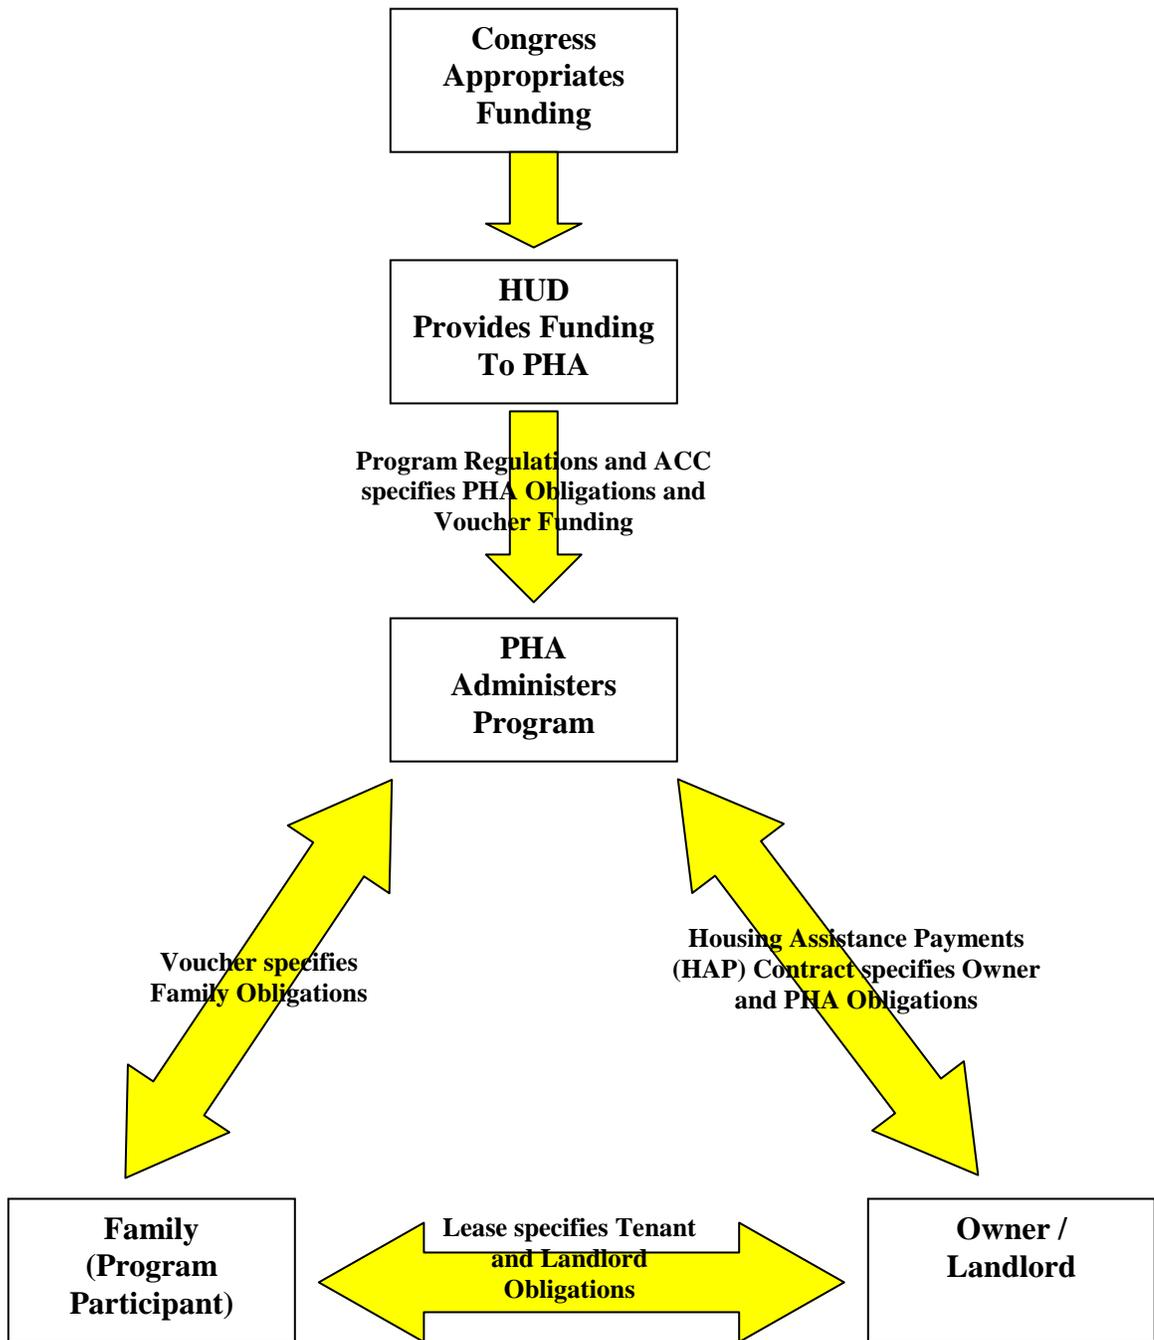 Congress
Appropriates
Funding
HUD
Provides Funding
To PHA
Program Regulations and ACC
specifies PHA Obligations and
Voucher Funding
PHA
Administers
Program
Voucher specifies
Family Obligations
Housing Assistance Payments
(HAP) Contract specifies Owner
and PHA Obligations
Family
(Program
Participant)
Lease specifies Tenant
and Landlord
Obligations
Owner /
Landlord